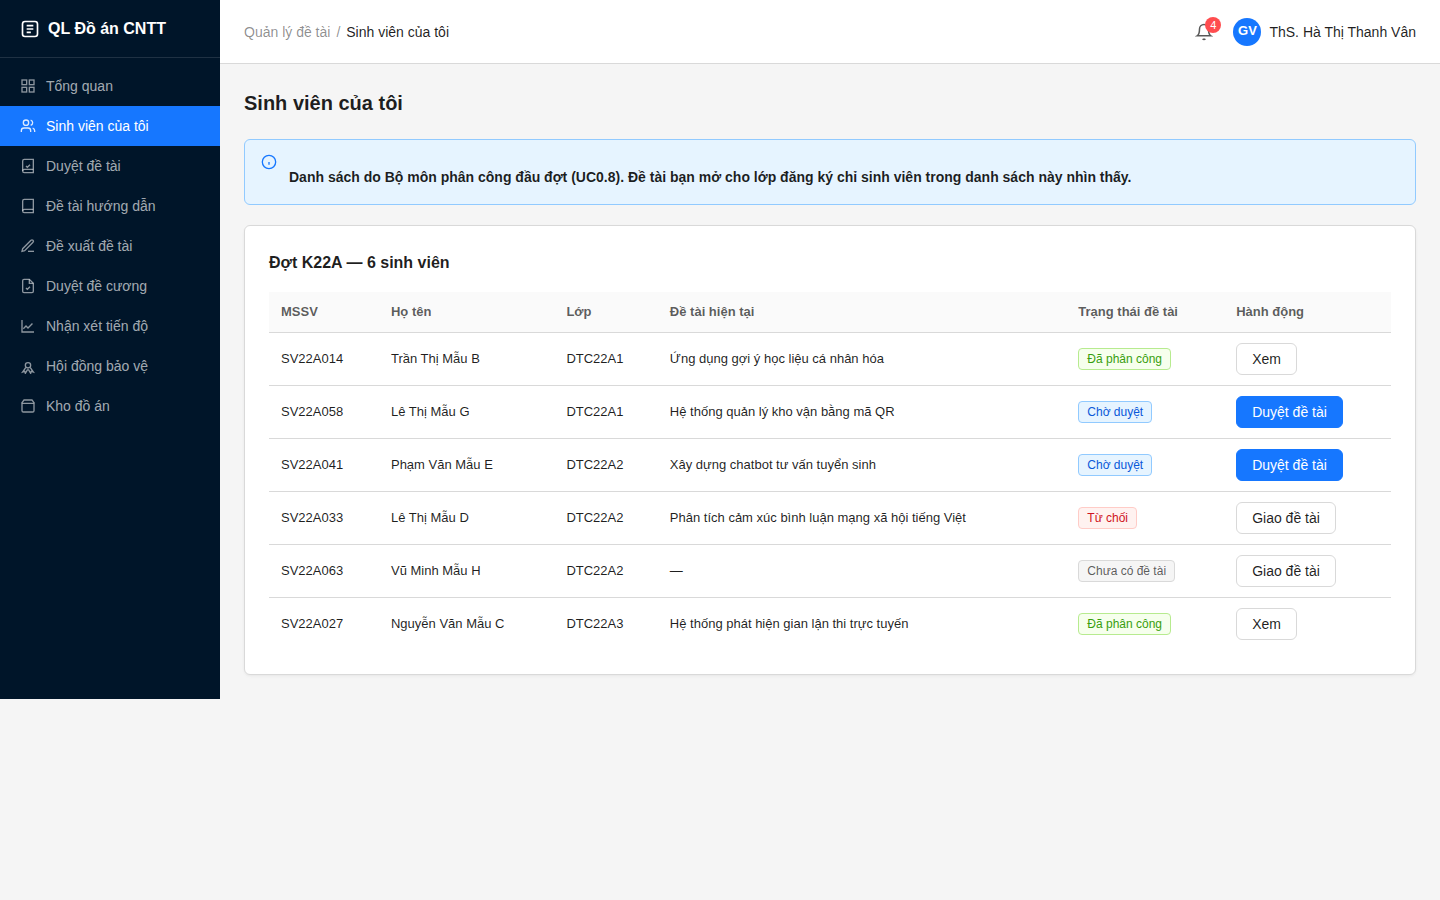 QL Đồ án CNTT
Tổng quan
Sinh viên của tôi
Duyệt đề tài
Đề tài hướng dẫn
Đề xuất đề tài
Duyệt đề cương
Nhận xét tiến độ
Hội đồng bảo vệ
Kho đồ án
Quản lý đề tài / Sinh viên của tôi
4
GV ThS. Hà Thị Thanh Vân
Sinh viên của tôi
Danh sách do Bộ môn phân công đầu đợt (UC0.8). Đề tài bạn mở cho lớp đăng ký chỉ sinh viên trong danh sách này nhìn thấy.
Đợt K22A — 6 sinh viên
MSSV Họ tên Lớp Đề tài hiện tại Trạng thái đề tài Hành động
SV22A014 Trần Thị Mẫu B DTC22A1 Ứng dụng gợi ý học liệu cá nhân hóa Đã phân công Xem
SV22A058 Lê Thị Mẫu G DTC22A1 Hệ thống quản lý kho vận bằng mã QR Chờ duyệt Duyệt đề tài
SV22A041 Phạm Văn Mẫu E DTC22A2 Xây dựng chatbot tư vấn tuyển sinh Chờ duyệt Duyệt đề tài
SV22A033 Lê Thị Mẫu D DTC22A2 Phân tích cảm xúc bình luận mạng xã hội tiếng Việt Từ chối Giao đề tài
SV22A063 Vũ Minh Mẫu H DTC22A2 — Chưa có đề tài Giao đề tài
SV22A027 Nguyễn Văn Mẫu C DTC22A3 Hệ thống phát hiện gian lận thi trực tuyến Đã phân công Xem